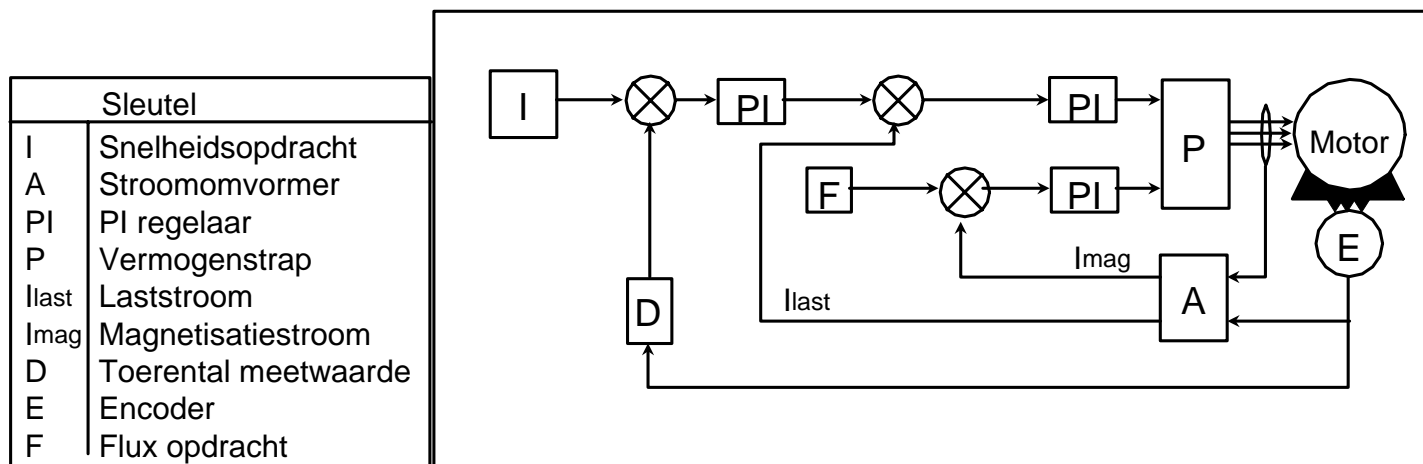 Sleutel
I Snelheidsopdracht
A Stroomomvormer
PI PI regelaar
P Vermogenstrap
Ilast Laststroom
Imag Magnetisatiestroom
D Toerental meetwaarde
E Encoder
F Flux opdracht
I
PI
PI
P
Motor
F
PI
E
Imag
A
Ilast
D